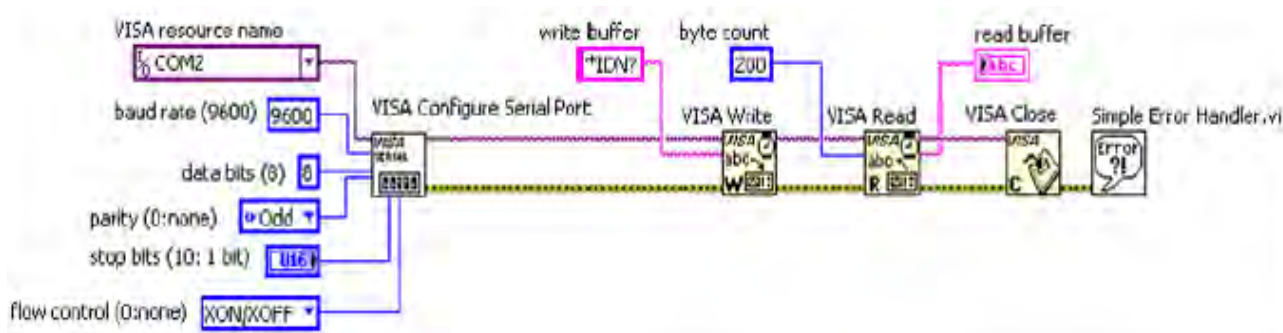 VISA resource name
I/O COM2
baud rate (9600) 9600
data bits (8) 8
parity (0:none) Odd
stop bits (10: 1 bit) U16
flow control (0:none) XON/XOFF
VISA Configure Serial Port
VISA SERIAL
write buffer
*IDN?
VISA Write
VISA abc W
byte count
200
VISA Read
VISA abc R
read buffer
abc
VISA Close
VISA C
Simple Error Handler.vi
Error ?!